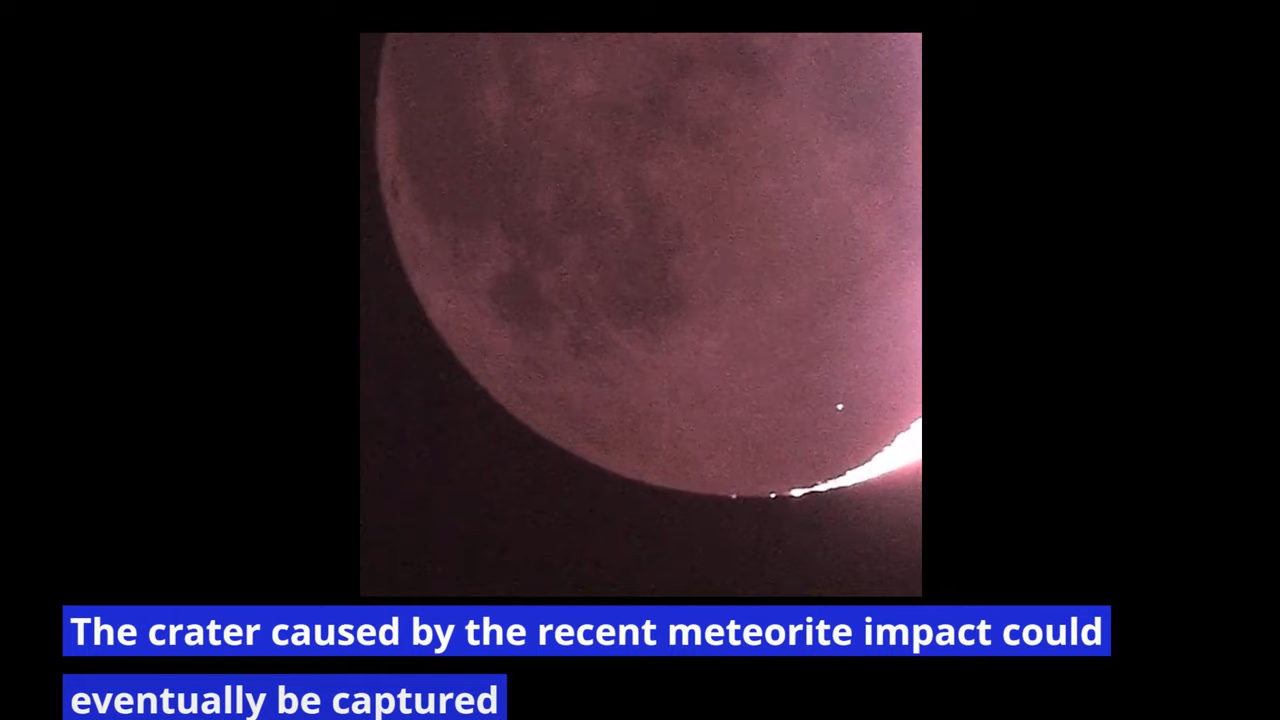 The crater caused by the recent meteorite impact could
eventually be captured